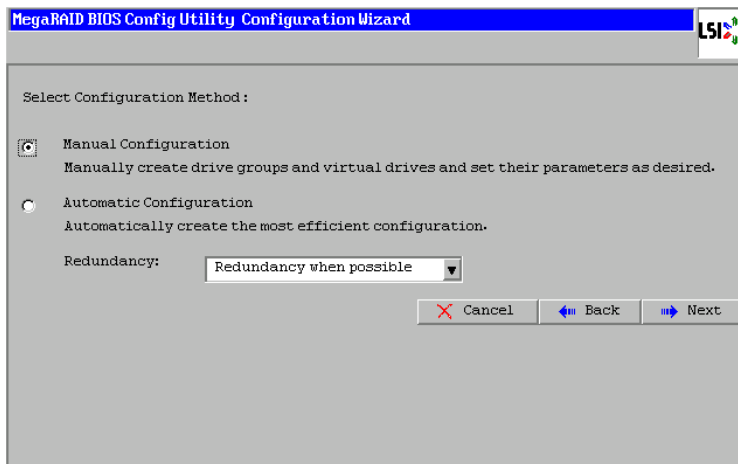 MegaRAID BIOS Config Utility Configuration Wizard
LSI
Select Configuration Method:
Manual Configuration
Manually create drive groups and virtual drives and set their parameters as desired.
Automatic Configuration
Automatically create the most efficient configuration.
Redundancy: Redundancy when possible
Cancel Back Next